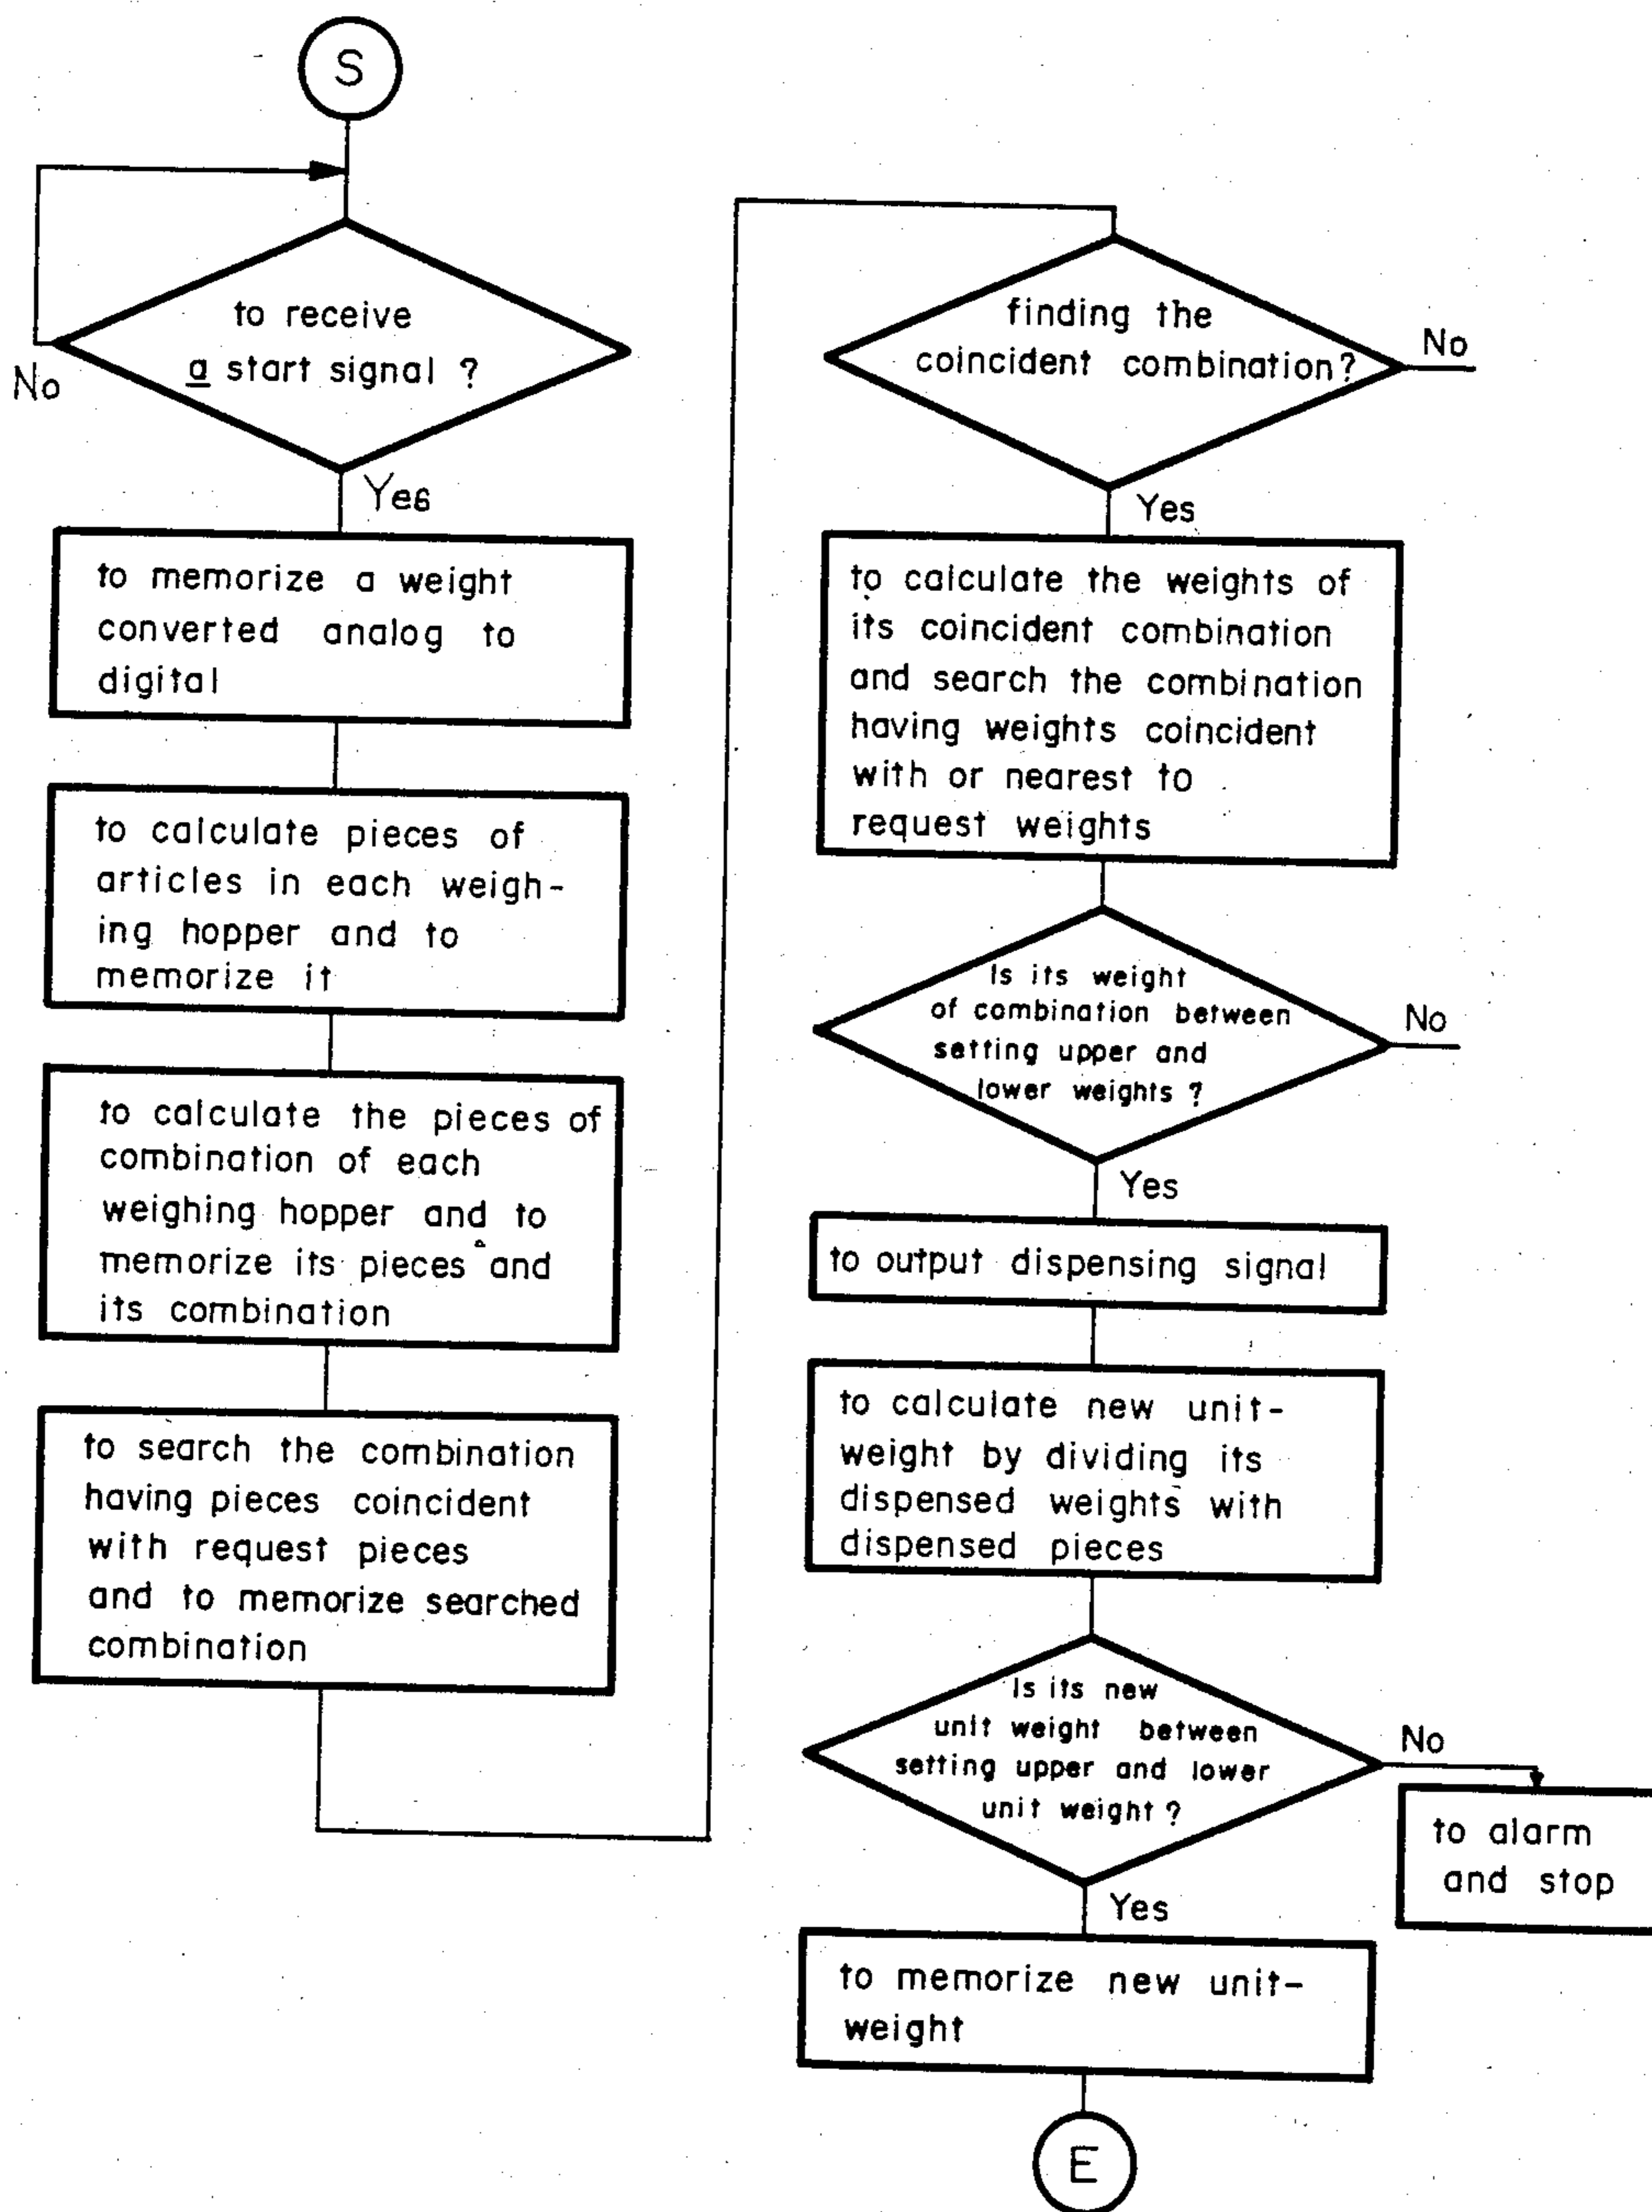 S
to receive
a start signal ?
No
Yes
to memorize a weight
converted analog to
digital
to calculate pieces of
articles in each weigh-
ing hopper and to
memorize it
to calculate the pieces of
combination of each
weighing hopper and to
memorize its pieces and
its combination
to search the combination
having pieces coincident
with request pieces
and to memorize searched
combination
finding the
coincident combination?
No
Yes
to calculate the weights of
its coincident combination
and search the combination
having weights coincident
with or nearest to
request weights
Is its weight
of combination between
setting upper and
lower weights ?
No
Yes
to output dispensing signal
to calculate new unit-
weight by dividing its
dispensed weights with
dispensed pieces
Is its new
unit weight between
setting upper and lower
unit weight ?
No
to alarm
and stop
Yes
to memorize new unit-
weight
E